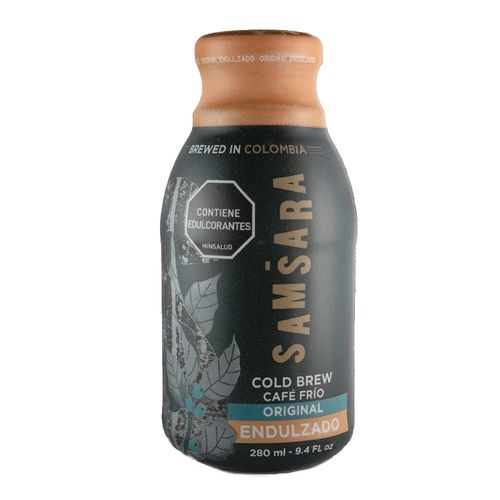 ORIGINAL ENDULZADO ORIGINAL ENDULZADO
BREWED IN COLOMBIA
CONTIENE
EDULCORANTES
MINSALUD
SAṀSARA
COLD BREW
CAFÉ FRÍO
ORIGINAL
ENDULZADO
280 ml - 9.4 FL oz